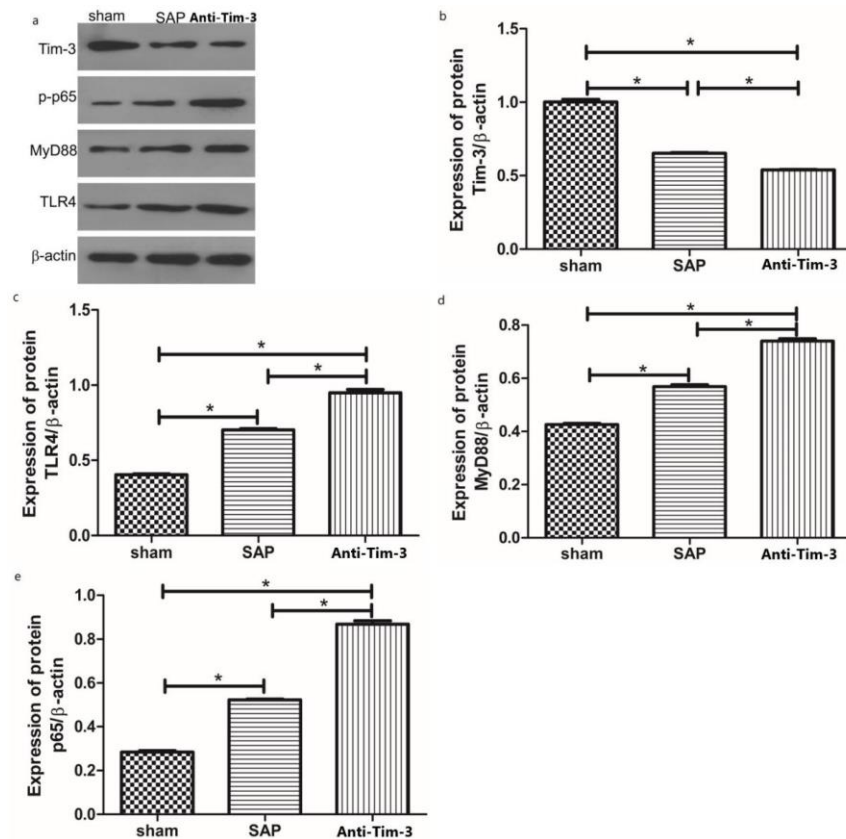 a
sham SAP Anti-Tim-3
Tim-3
p-p65
MyD88
TLR4
β-actin
b
Expression of protein
Tim-3/β-actin
1.5
1.0
0.5
0.0
* * *
sham SAP Anti-Tim-3
c
Expression of protein
TLR4/β-actin
1.5
1.0
0.5
0.0
* * *
sham SAP Anti-Tim-3
d
Expression of protein
MyD88/β-actin
0.8
0.6
0.4
0.2
0.0
* * *
sham SAP Anti-Tim-3
e
Expression of protein
p65/β-actin
1.0
0.8
0.6
0.4
0.2
0.0
* * *
sham SAP Anti-Tim-3